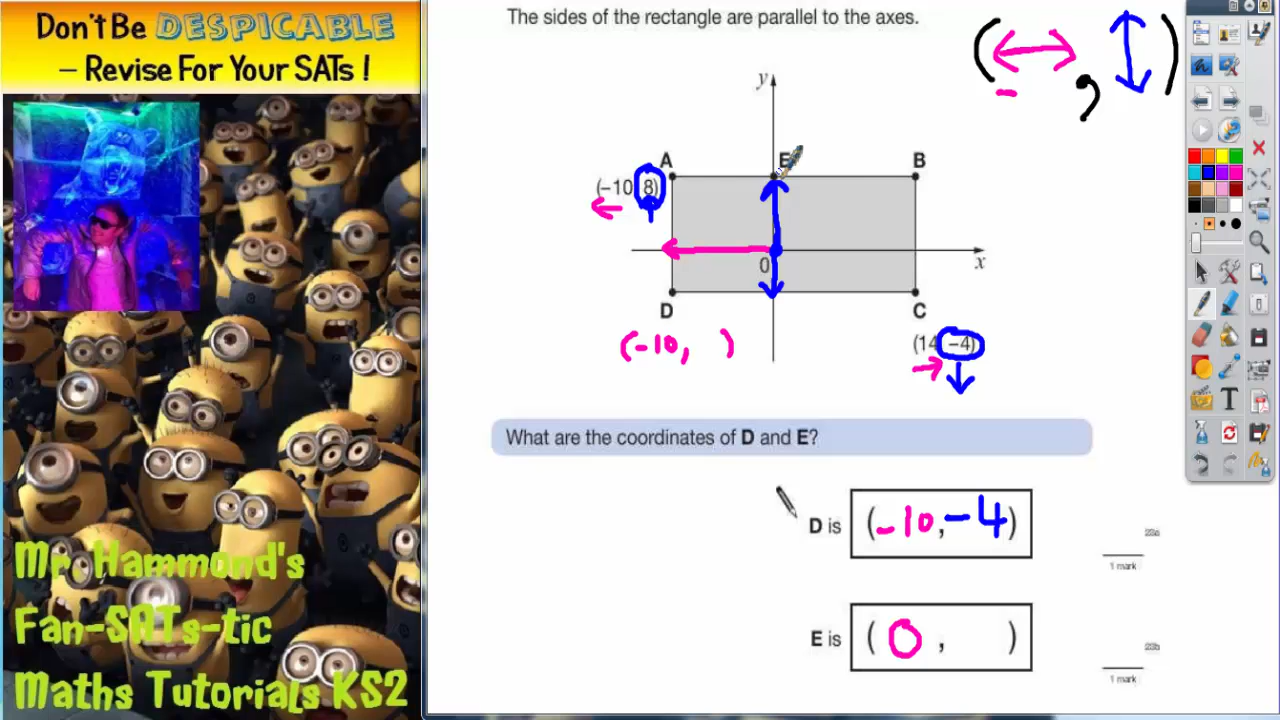 Don't Be DESPICABLE
– Revise For Your SATs !
Mr. Hammond's
Fan-SATs-tic
Maths Tutorials KS2
The sides of the rectangle are parallel to the axes.
( , )
y
A
E
B
(–10 8)
0
x
D
C
(-10, )
(14 –4)
What are the coordinates of D and E?
D is (-10,-4)
1 mark
E is ( 0 , )
1 mark